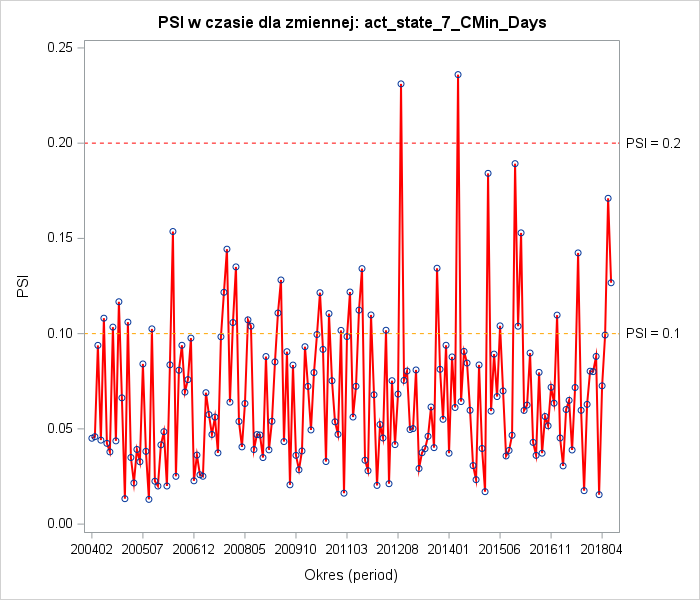 PSI w czasie dla zmiennej: act_state_7_CMin_Days
0.25
0.20
0.15
0.10
0.05
0.00
PSI
PSI = 0.2
PSI = 0.1
200402 200507 200612 200805 200910 201103 201208 201401 201506 201611 201804
Okres (period)